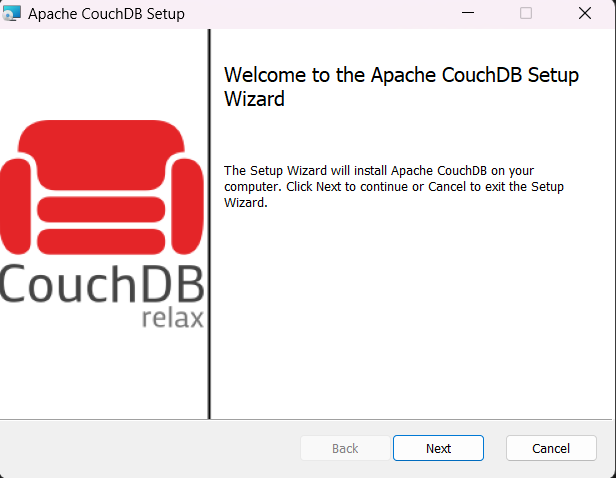 Apache CouchDB Setup
Welcome to the Apache CouchDB Setup
Wizard
The Setup Wizard will install Apache CouchDB on your
computer. Click Next to continue or Cancel to exit the Setup
Wizard.
CouchDB
relax
Back
Next
Cancel